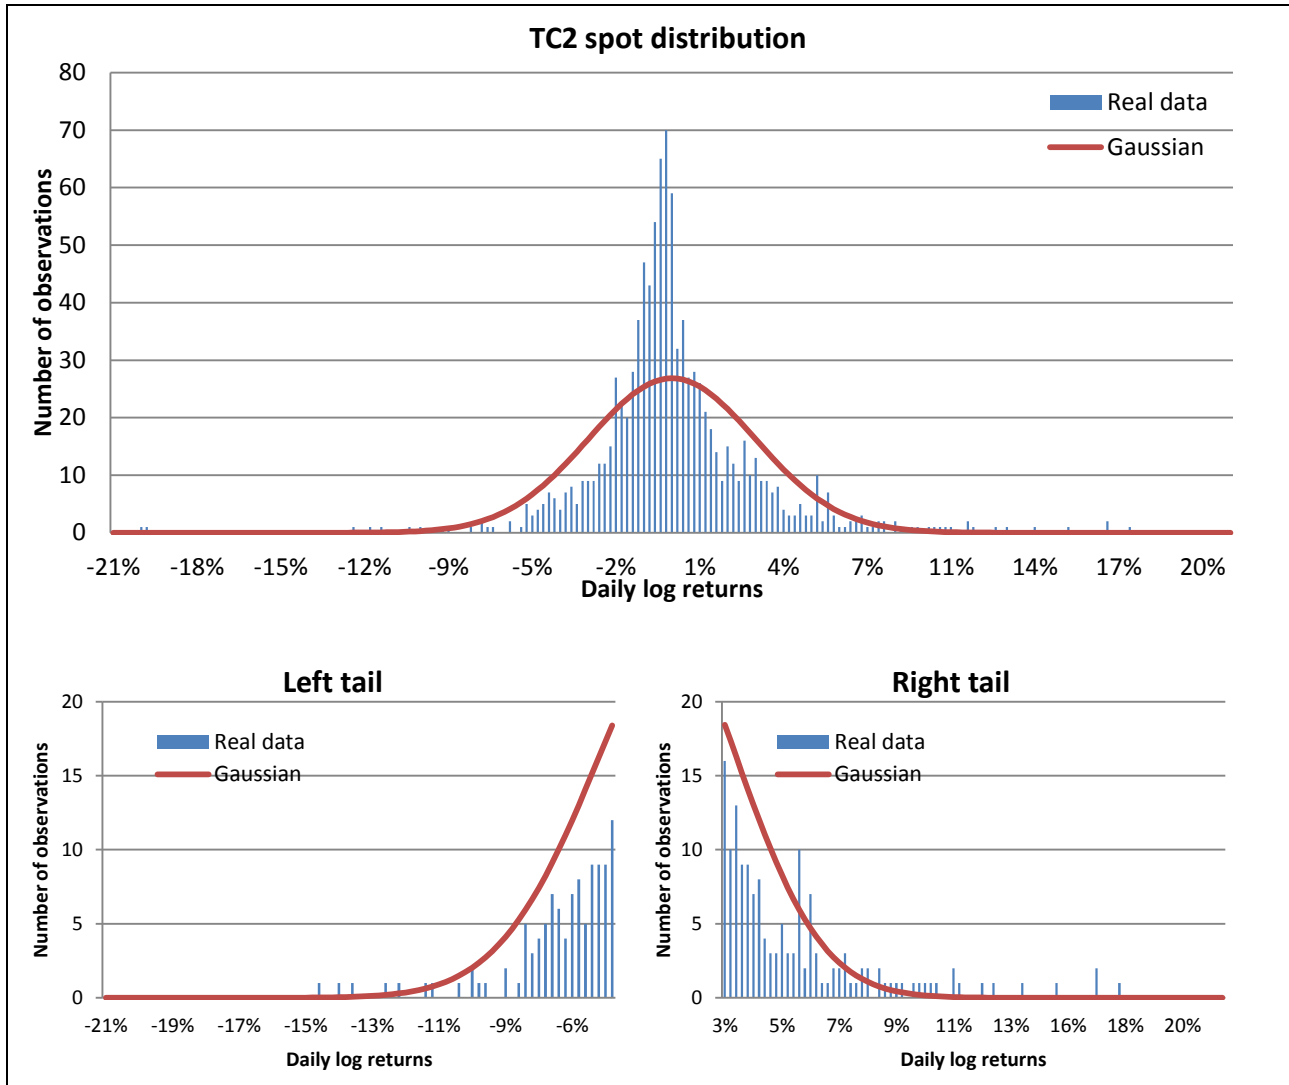 TC2 spot distribution
80
70
60
50
40
30
20
10
0
Number of observations
Real data
Gaussian
-21% -18% -15% -12% -9% -5% -2% 1% 4% 7% 11% 14% 17% 20%
Daily log returns
Left tail
20
15
10
5
0
Number of observations
Real data
Gaussian
-21% -19% -17% -15% -13% -11% -9% -6%
Daily log returns
Right tail
20
15
10
5
0
Number of observations
Real data
Gaussian
3% 5% 7% 9% 11% 13% 16% 18% 20%
Daily log returns